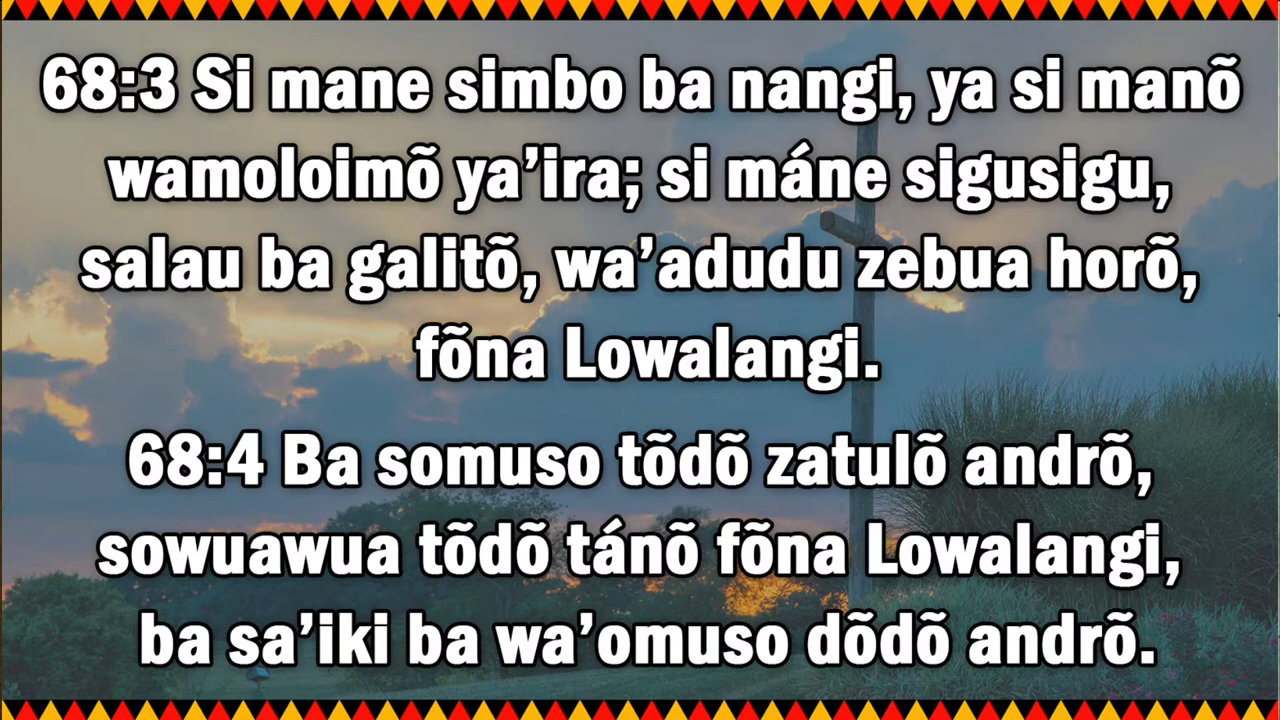 68:3 Si mane simbo ba nangi, ya si manõ
wamoloimõ ya’ira; si máne sigusigu,
salau ba galitõ, wa’adudu zebua horõ,
fõna Lowalangi.
68:4 Ba somuso tõdõ zatulõ andrõ,
sowuawua tõdõ tánõ fõna Lowalangi,
ba sa’iki ba wa’omuso dõdõ andrõ.